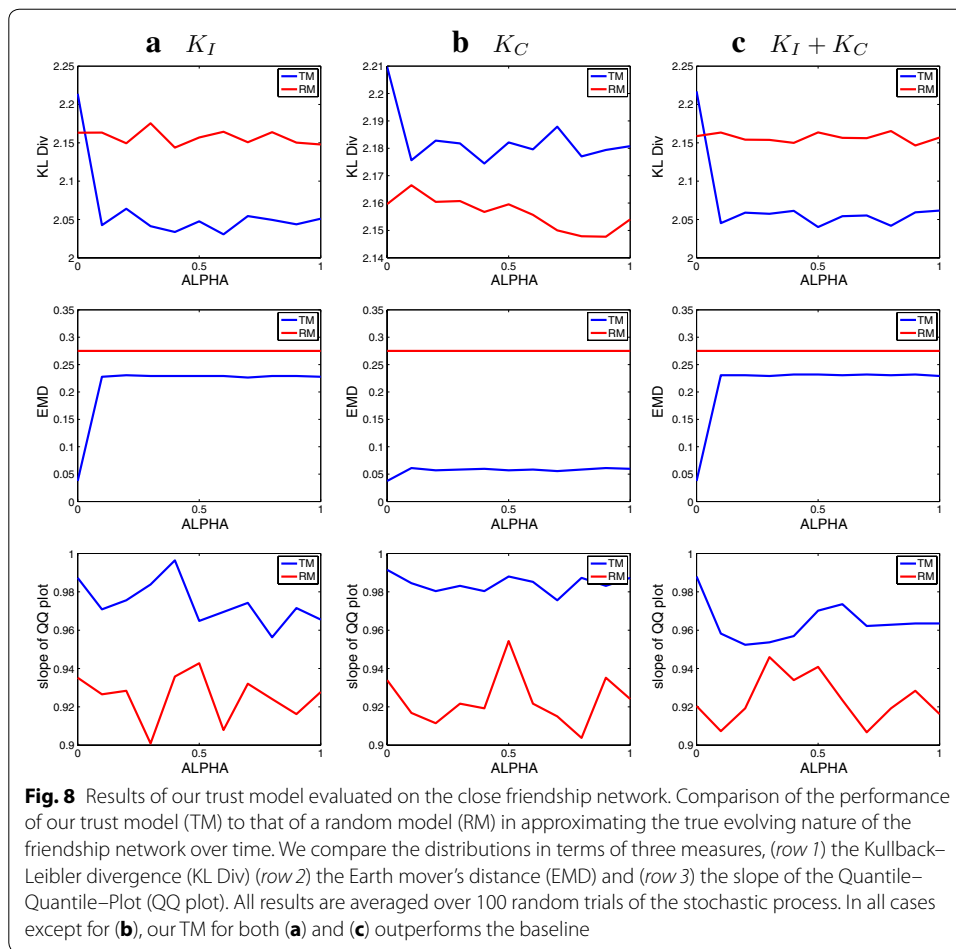 a K_I
b K_C
c K_I + K_C
2.25
2.2
2.15
2.1
2.05
2
KL Div
0
0.5
1
ALPHA
TM
RM
2.21
2.2
2.19
2.18
2.17
2.16
2.15
2.14
KL Div
0
0.5
1
ALPHA
TM
RM
2.25
2.2
2.15
2.1
2.05
2
KL Div
0
0.5
1
ALPHA
TM
RM
0.35
0.3
0.25
0.2
0.15
0.1
0.05
0
EMD
0
0.5
1
ALPHA
TM
RM
0.35
0.3
0.25
0.2
0.15
0.1
0.05
0
EMD
0
0.5
1
ALPHA
TM
RM
0.35
0.3
0.25
0.2
0.15
0.1
0.05
0
EMD
0
0.5
1
ALPHA
TM
RM
1
0.98
0.96
0.94
0.92
0.9
slope of QQ plot
0
0.5
1
ALPHA
TM
RM
1
0.98
0.96
0.94
0.92
0.9
slope of QQ plot
0
0.5
1
ALPHA
TM
RM
1
0.98
0.96
0.94
0.92
0.9
slope of QQ plot
0
0.5
1
ALPHA
TM
RM
Fig. 8 Results of our trust model evaluated on the close friendship network. Comparison of the performance
of our trust model (TM) to that of a random model (RM) in approximating the true evolving nature of the
friendship network over time. We compare the distributions in terms of three measures, (row 1) the Kullback–
Leibler divergence (KL Div) (row 2) the Earth mover's distance (EMD) and (row 3) the slope of the Quantile–
Quantile–Plot (QQ plot). All results are averaged over 100 random trials of the stochastic process. In all cases
except for (b), our TM for both (a) and (c) outperforms the baseline